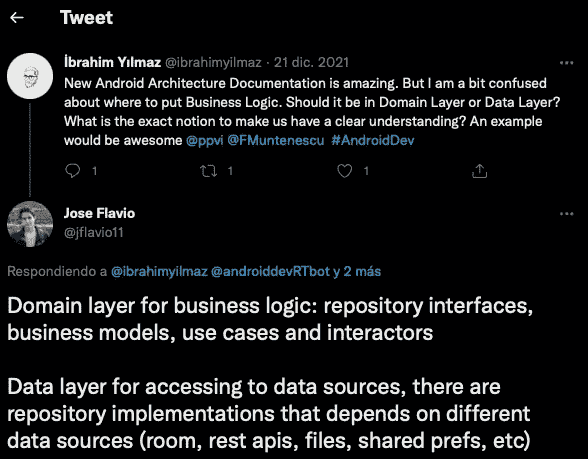 Tweet
İbrahim Yılmaz @ibrahimyilmaz · 21 dic. 2021
New Android Architecture Documentation is amazing. But I am a bit confused
about where to put Business Logic. Should it be in Domain Layer or Data Layer?
What is the exact notion to make us have a clear understanding? An example
would be awesome @ppvi @FMuntenescu #AndroidDev
1 1 1
Jose Flavio
@jflavio11
Respondiendo a @ibrahimyilmaz @androiddevRTbot y 2 más
Domain layer for business logic: repository interfaces,
business models, use cases and interactors
Data layer for accessing to data sources, there are
repository implementations that depends on different
data sources (room, rest apis, files, shared prefs, etc)